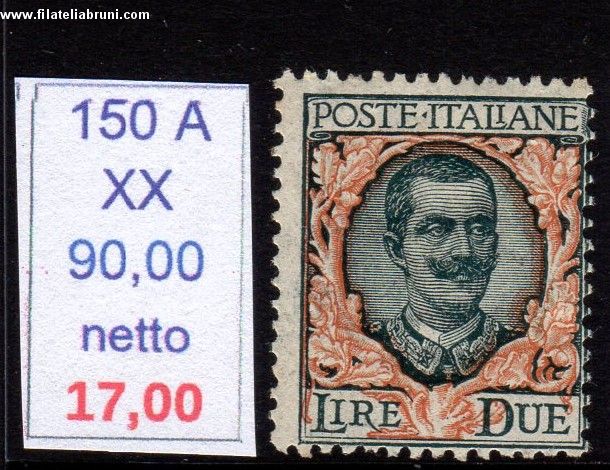 www.filateliabruni.com
150 A
XX
90,00
netto
17,00
POSTE·ITALIANE
LIRE DUE